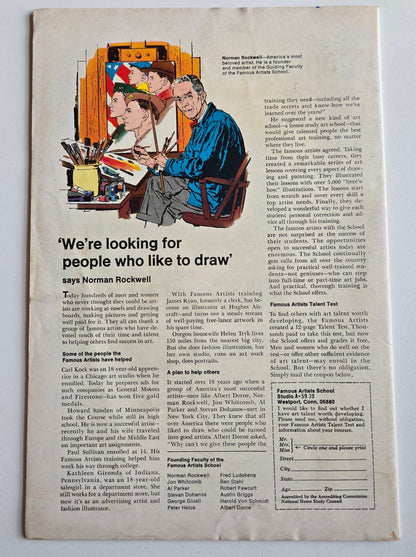 Norman Rockwell—America's most
beloved artist. He is a founder
and member of the Guiding Faculty
of the Famous Artists School.
'We're looking for
people who like to draw'
says Norman Rockwell
Today hundreds of men and women
who never thought they could be art-
ists are working at easels and drawing
boards, making pictures and getting
well paid for it. They all can thank a
group of famous artists who have de-
voted much of their time and talent
to helping others find success in art.
Some of the people the
Famous Artists have helped
Carl Kock was an 18-year-old appren-
tice in a Chicago art studio when he
enrolled. Today he prepares ads for
such companies as General Motors
and Firestone—has won five gold
medals.
Howard Sanden of Minneapolis
took the Course while still in high
school. He is now a successful artist—
recently he and his wife traveled
through Europe and the Middle East
on important art assignments.
Paul Sullivan enrolled at 14. His
Famous Artists training helped him
work his way through college.
Kathleen Gironda of Indiana,
Pennsylvania, was an 18-year-old
salesgirl in a department store. She
still works for a department store, but
now it's as an advertising artist and
fashion illustrator.
With Famous Artists training
James Ryan, formerly a clerk, has be-
come an illustrator at Hughes Air-
craft—and turns out a steady stream
of well-paying free-lance artwork in
his spare time.
Oregon housewife Helen Tryk lives
120 miles from the nearest big city.
But she does fashion illustration, has
her own studio, runs an art work
shop, does portraits.
A plan to help others
It started over 18 years ago when a
group of America's most successful
artists—men like Albert Dorne, Nor-
man Rockwell, Jon Whitcomb, Al
Parker and Stevan Dohanos—met in
New York City. They knew that all
over America there were people who
liked to draw who could be turned
into good artists. Albert Dorne asked,
"Why can't we give these people the
Founding Faculty of the
Famous Artists School
Norman Rockwell
Jon Whitcomb
Al Parker
Stevan Dohanos
George Giusti
Peter Helck
Fred Ludekens
Ben Stahl
Robert Fawcett
Austin Briggs
Harold Von Schmidt
Albert Dorne
training they need—including all the
trade secrets and know-how we've
learned over the years?"
He suggested a new kind of art
school—a home study art school—that
would give talented people the best
professional art training, no matter
where they live.
The famous artists agreed. Taking
time from their busy careers, they
created a remarkable series of art
lessons covering every aspect of draw-
ing and painting. They illustrated
their lessons with over 5,000 "here's
how" illustrations. The lessons start
from scratch and cover every skill a
top artist needs. Finally, they de-
veloped a wonderful way to give each
student personal correction and ad-
vice all through his training.
The famous artists with the School
are not surprised at the success of
their students. The opportunities
open to successful artists today are
enormous. The School continually
gets calls from all over the country
asking for practical well-trained stu-
dents—not geniuses—who can step
into full-time or part-time art jobs.
And practical, thorough training is
what the School is giving.
Famous Artists Talent Test
To find others with art talent worth
developing, the Famous Artists
created a 12-page Talent Test. Thou-
sands paid to take this test, but now
the School offers and grades it free.
Men and women who do well on the
test—or offer other sufficient evidence
of art talent—may enroll in the
School. But there's no obligation.
Simply mail the coupon below.
Famous Artists School
Westport, Conn. 06880
I would like to find out whether I
have art talent worth developing.
Please send me, without obligation,
your Famous Artists Talent Test and
information about your courses.
Mr.
Mrs.
Miss
Circle one and please print
Street
City
State
Age Zip
Accredited by the Accrediting Commission
National Home Study Council